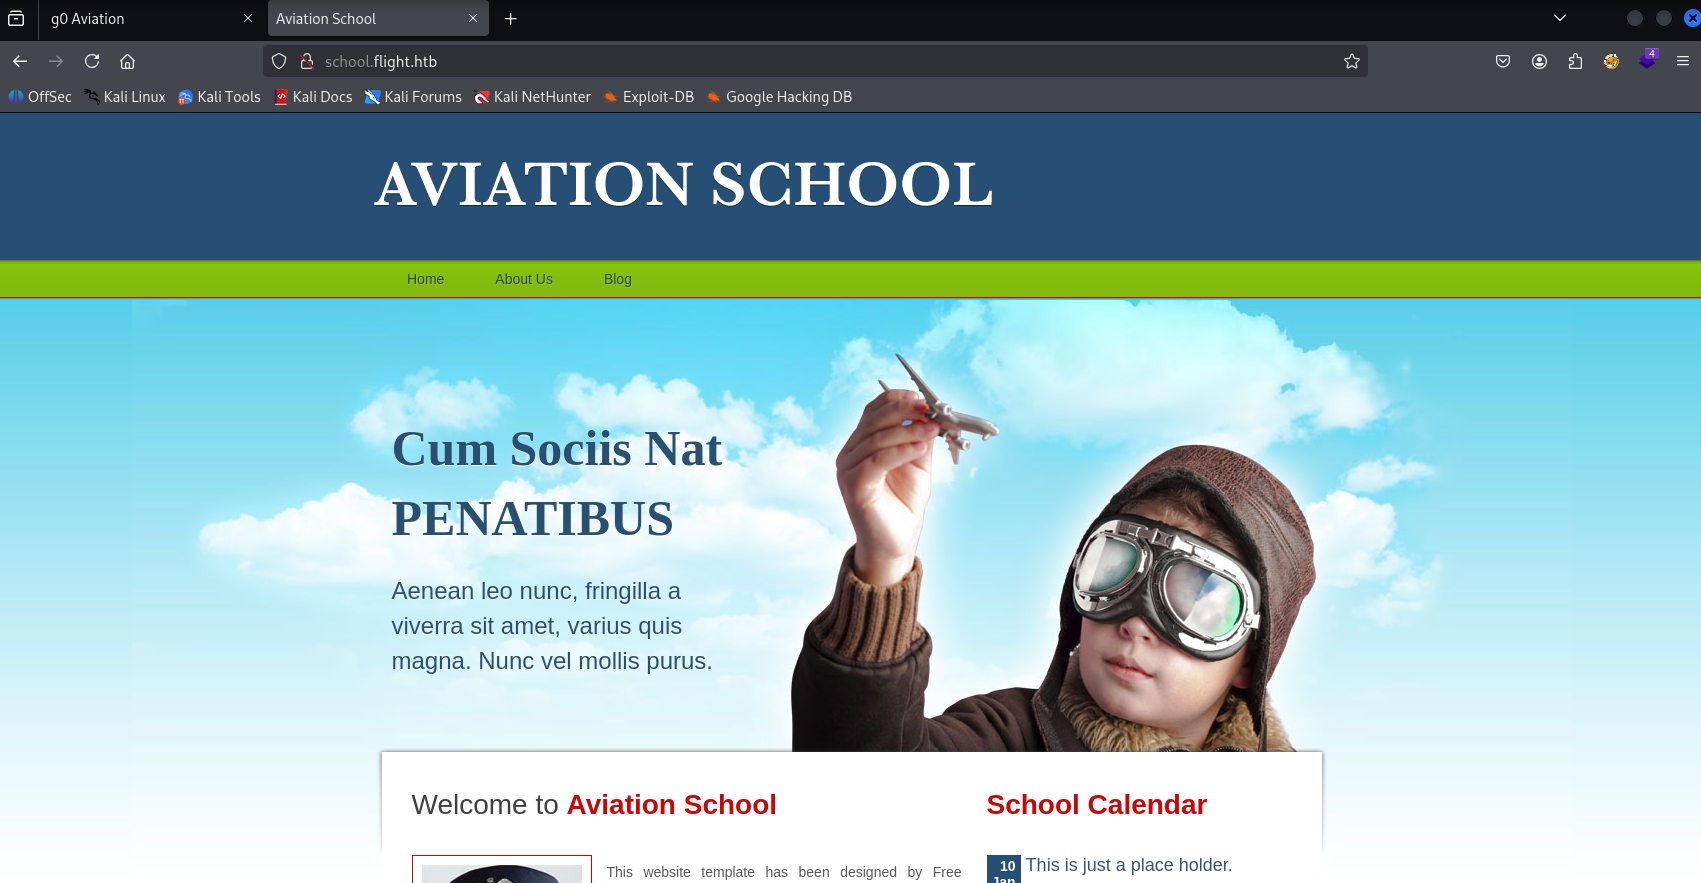 g0 Aviation
Aviation School
school.flight.htb
4
OffSec Kali Linux Kali Tools Kali Docs Kali Forums Kali NetHunter Exploit-DB Google Hacking DB
AVIATION SCHOOL
Home About Us Blog
Cum Sociis Nat
PENATIBUS
Aenean leo nunc, fringilla a
viverra sit amet, varius quis
magna. Nunc vel mollis purus.
Welcome to Aviation School
This website template has been designed by Free
School Calendar
10
Jan
This is just a place holder.